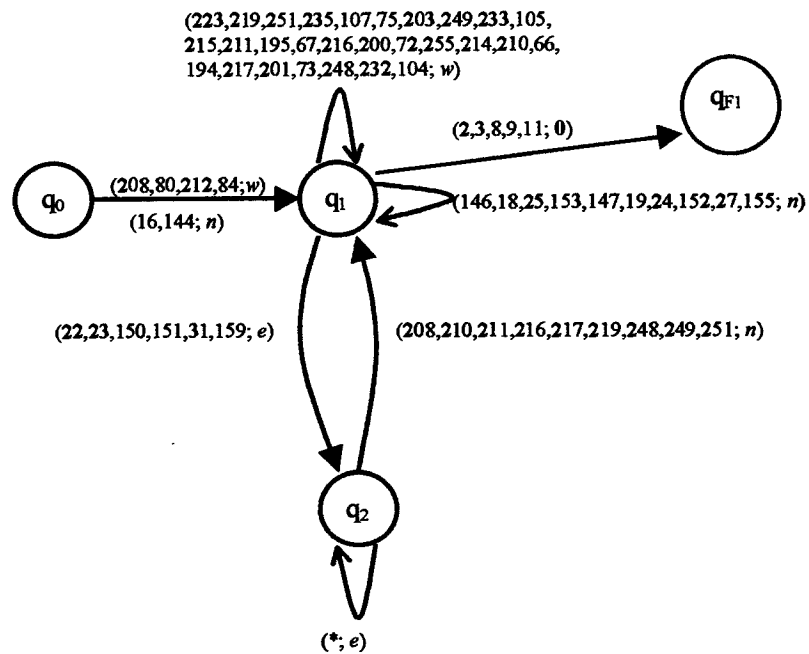 (223,219,251,235,107,75,203,249,233,105,
215,211,195,67,216,200,72,255,214,210,66,
194,217,201,73,248,232,104; w)
qF1
(2,3,8,9,11; 0)
q0
(208,80,212,84;w)
q1
(146,18,25,153,147,19,24,152,27,155; n)
(16,144; n)
(22,23,150,151,31,159; e)
(208,210,211,216,217,219,248,249,251; n)
q2
(*; e)